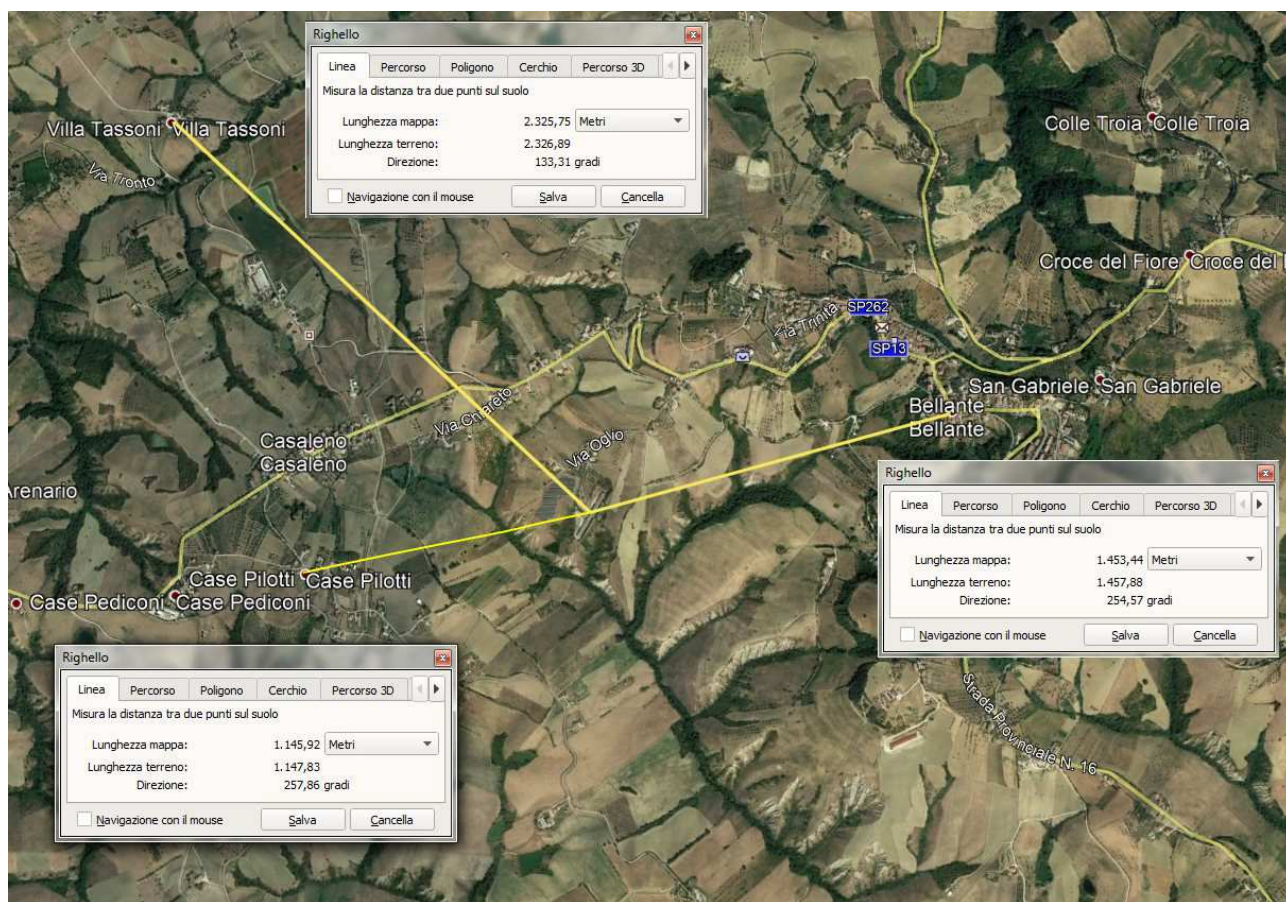 Righello
Linea Percorso Poligono Cerchio Percorso 3D
Misura la distanza tra due punti sul suolo
Lunghezza mappa: 2.325,75 Metri
Lunghezza terreno: 2.326,89
Direzione: 133,31 gradi
Navigazione con il mouse Salva Cancella
Villa Tassoni Villa Tassoni
Via Tronto
Colle Troia Colle Troia
Croce del Fiore Croce del
SP262
Via Trinità
SP13
San Gabriele San Gabriele
Bellante
Bellante
Via Chiareto
Via Oglio
Casaleno
Casaleno
Arenario
Case Pilotti Case Pilotti
Case Pediconi Case Pediconi
Righello
Linea Percorso Poligono Cerchio Percorso 3D
Misura la distanza tra due punti sul suolo
Lunghezza mappa: 1.453,44 Metri
Lunghezza terreno: 1.457,88
Direzione: 254,57 gradi
Navigazione con il mouse Salva Cancella
Righello
Linea Percorso Poligono Cerchio Percorso 3D
Misura la distanza tra due punti sul suolo
Lunghezza mappa: 1.145,92 Metri
Lunghezza terreno: 1.147,83
Direzione: 257,86 gradi
Navigazione con il mouse Salva Cancella
Strada Provinciale N. 16